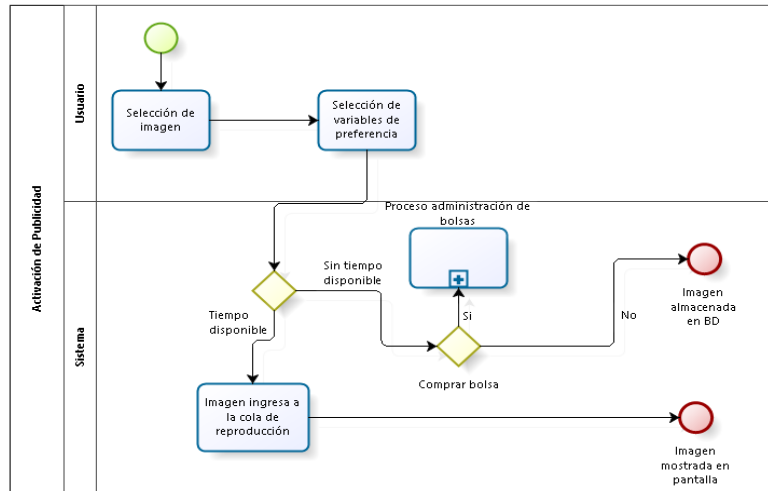 Activación de Publicidad
Usuario
Selección de
imagen
Selección de
variables de
preferencia
Sistema
Proceso administración de
bolsas
Sin tiempo
disponible
Tiempo
disponible
Si
No
Comprar bolsa
Imagen
almacenada
en BD
Imagen ingresa a
la cola de
reproducción
Imagen
mostrada en
pantalla